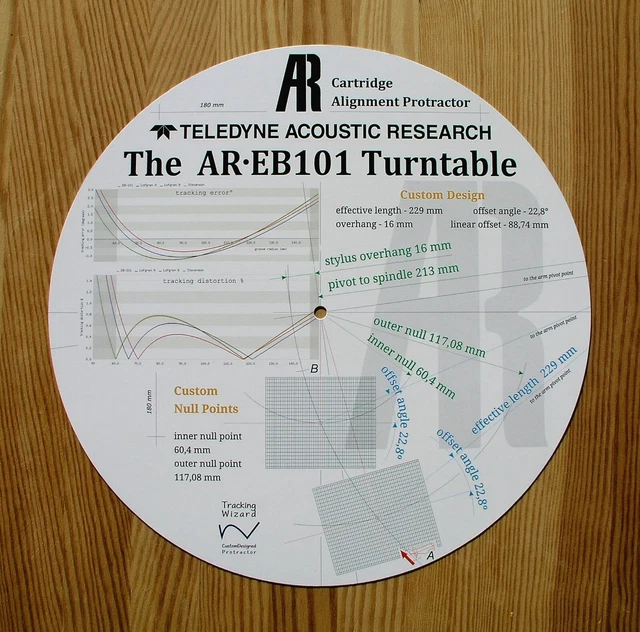 AR
Cartridge
Alignment Protractor
180 mm
TELEDYNE ACOUSTIC RESEARCH
The AR·EB101 Turntable
tracking error°
Custom Design
effective length - 229 mm
offset angle - 22,8°
overhang - 16 mm
linear offset - 88,74 mm
stylus overhang 16 mm
pivot to spindle 213 mm
to the arm pivot point
tracking distortion %
outer null 117,08 mm
to the arm pivot point
inner null 60,4 mm
effective length 229 mm
to the arm pivot point
B
offset angle 22,8°
offset angle 22,8°
180 mm
Custom
Null Points
inner null point
60,4 mm
outer null point
117,08 mm
Tracking
Wizard
CustomDesigned
Protractor
A
AR